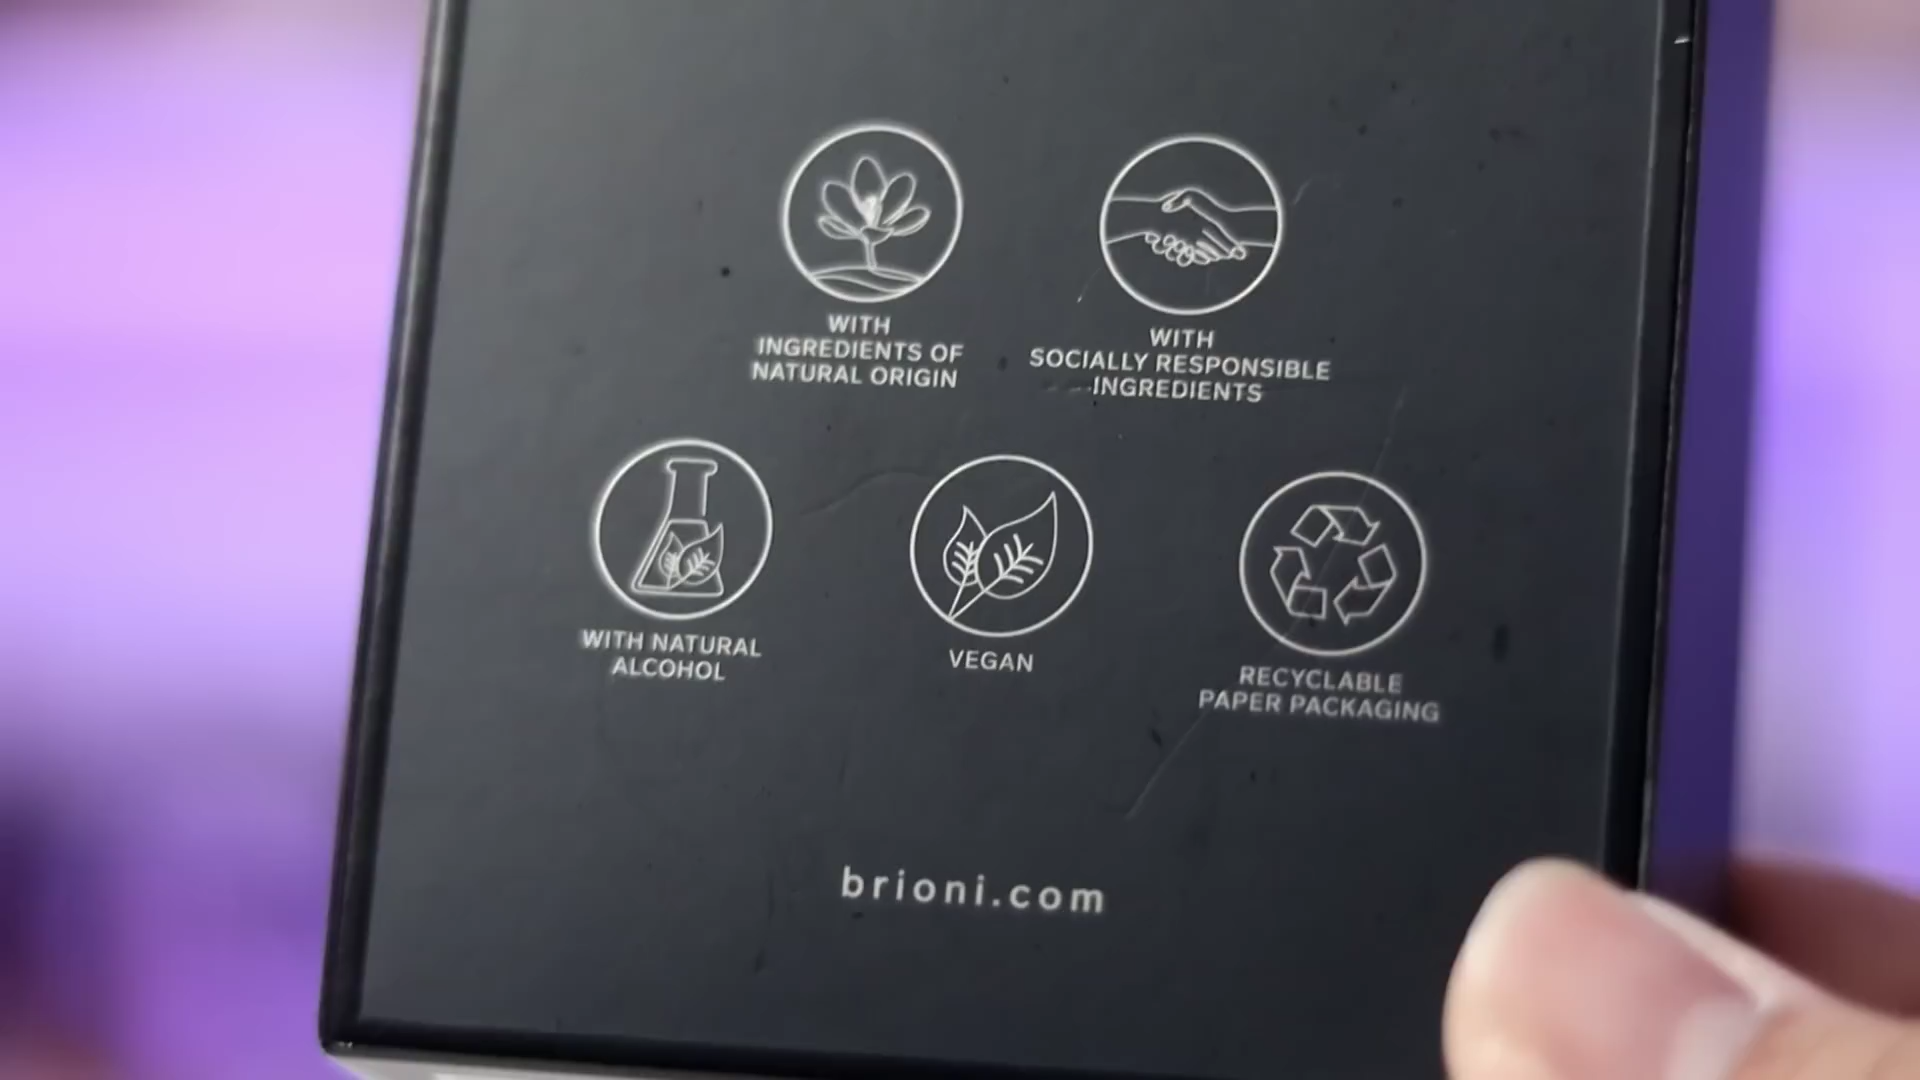 WITH
INGREDIENTS OF
NATURAL ORIGIN
WITH
SOCIALLY RESPONSIBLE
INGREDIENTS
WITH NATURAL
ALCOHOL
VEGAN
RECYCLABLE
PAPER PACKAGING
brioni.com